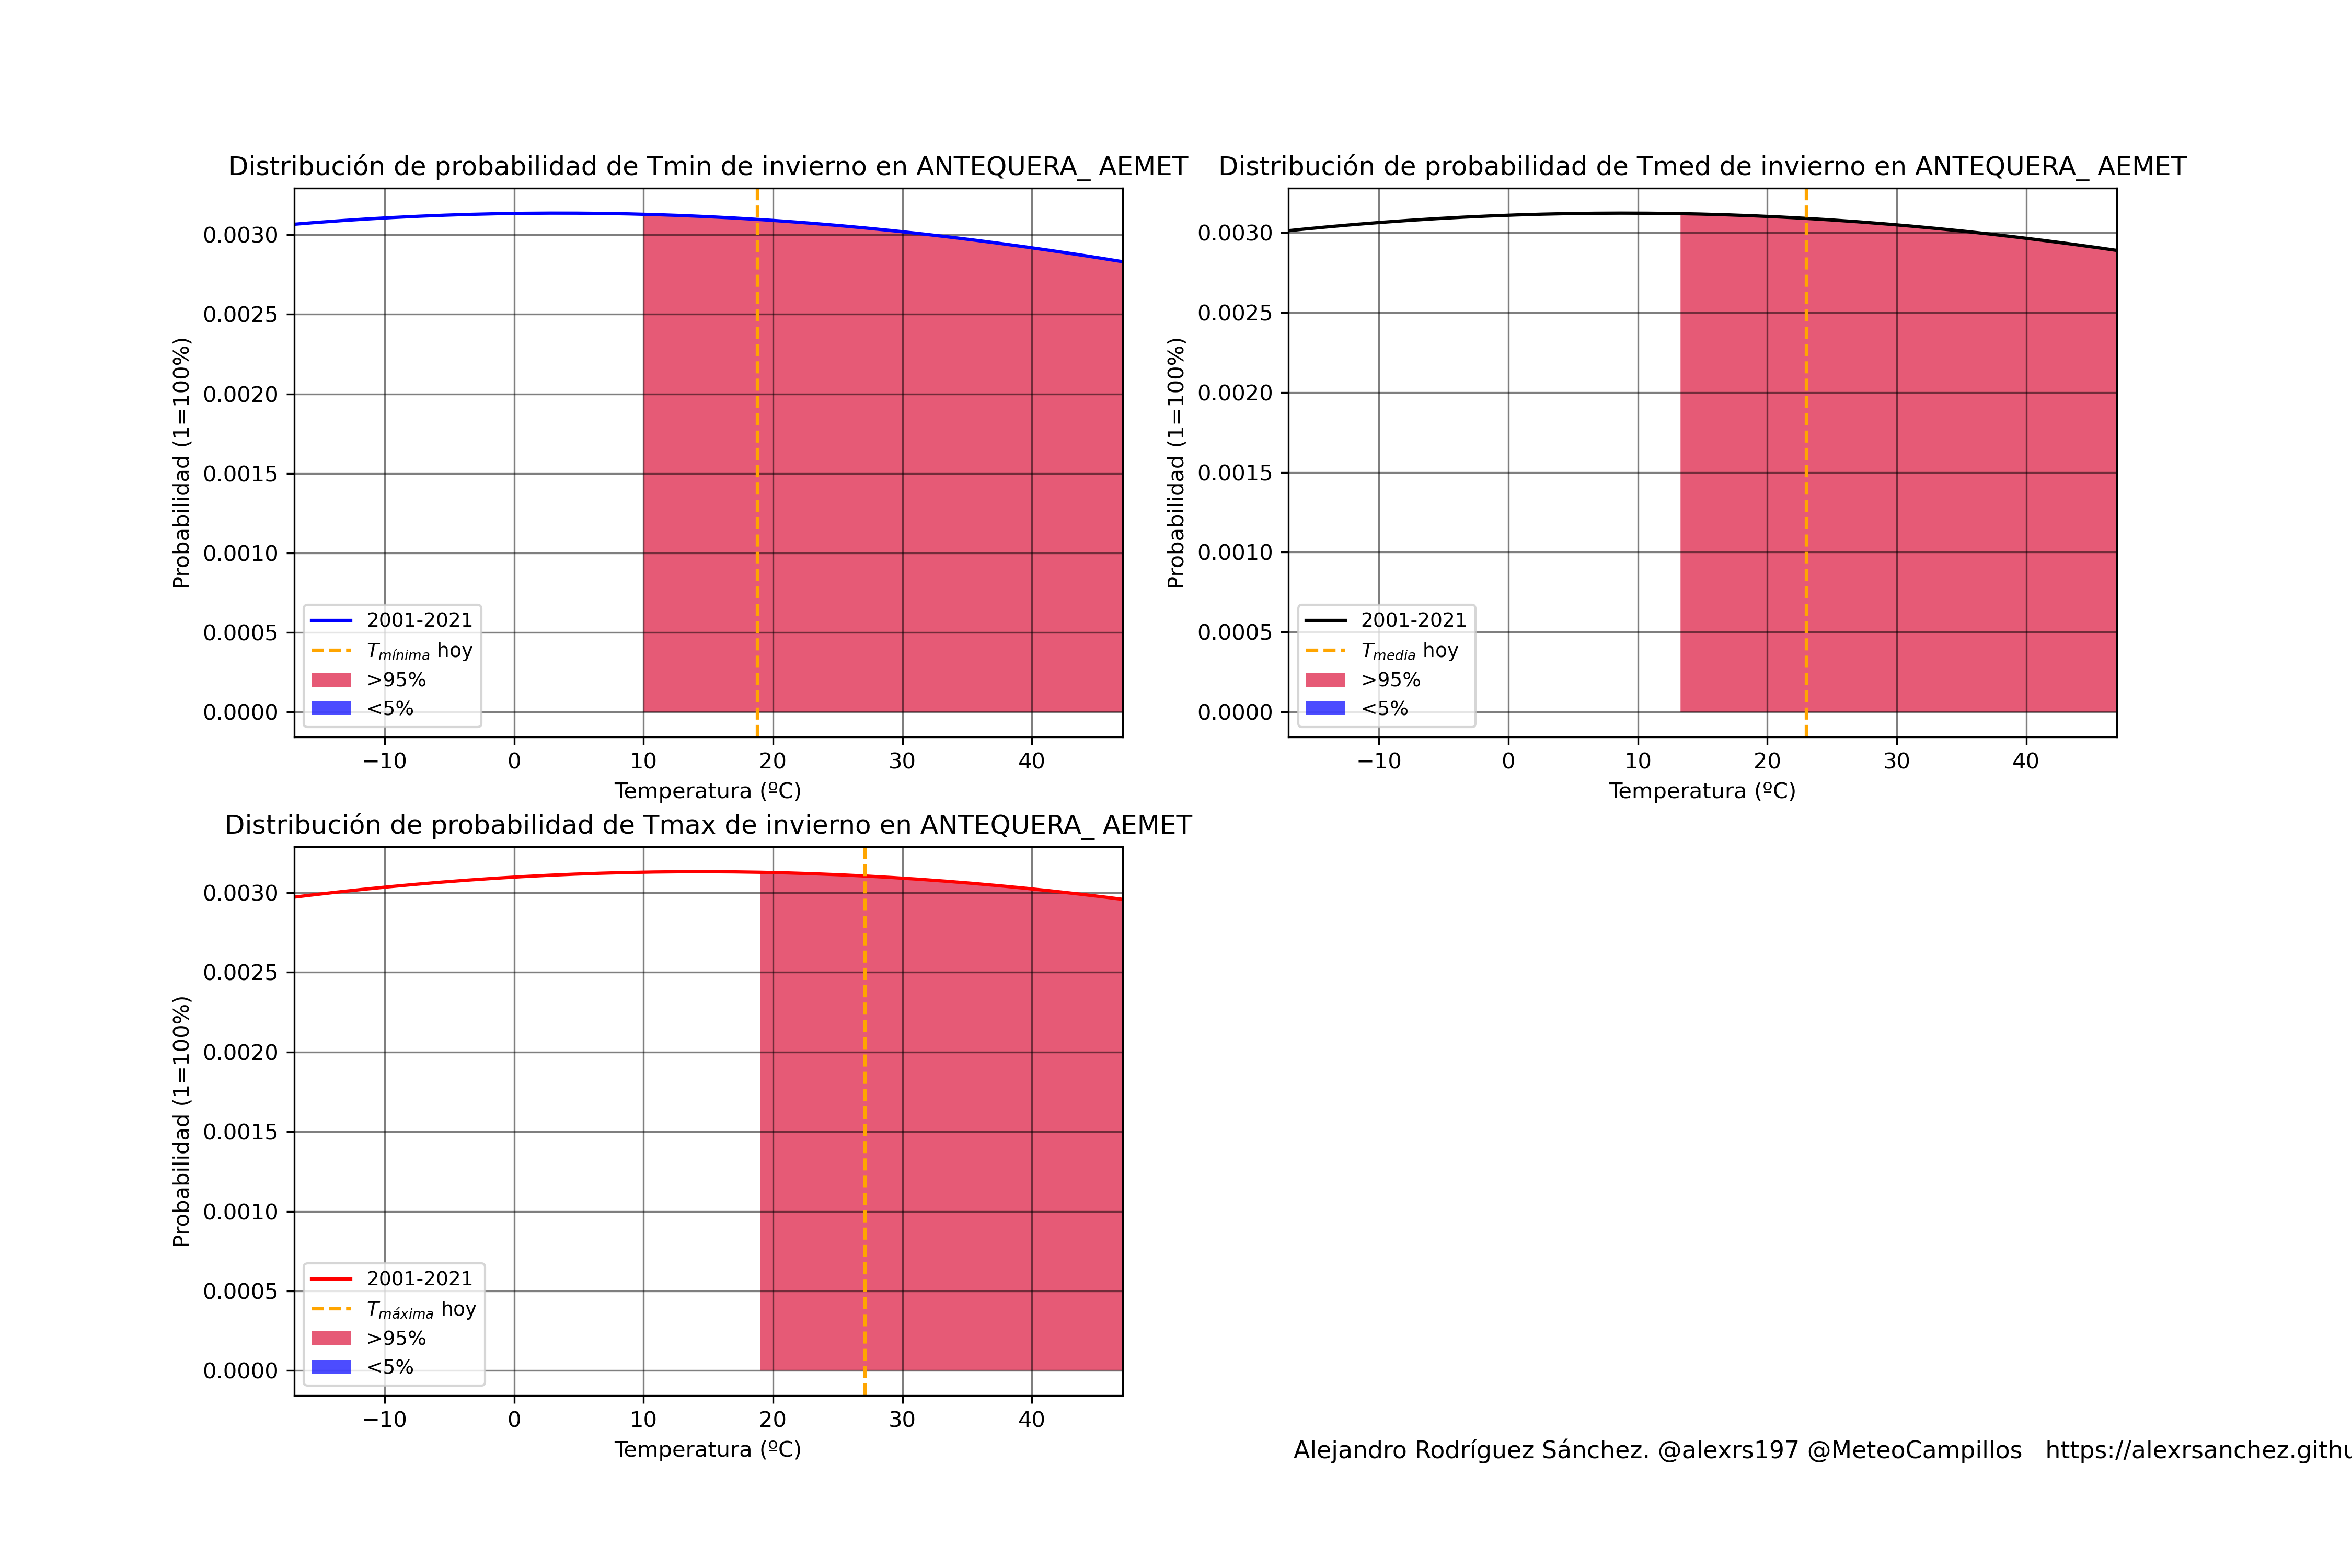 Distribución de probabilidad de Tmin de invierno en ANTEQUERA_ AEMET
Probabilidad (1=100%)
0.0030
0.0025
0.0020
0.0015
0.0010
0.0005
0.0000
2001-2021
Tmínima hoy
>95%
<5%
−10 0 10 20 30 40
Temperatura (ºC)
Distribución de probabilidad de Tmed de invierno en ANTEQUERA_ AEMET
Probabilidad (1=100%)
0.0030
0.0025
0.0020
0.0015
0.0010
0.0005
0.0000
2001-2021
Tmedia hoy
>95%
<5%
−10 0 10 20 30 40
Temperatura (ºC)
Distribución de probabilidad de Tmax de invierno en ANTEQUERA_ AEMET
Probabilidad (1=100%)
0.0030
0.0025
0.0020
0.0015
0.0010
0.0005
0.0000
2001-2021
Tmáxima hoy
>95%
<5%
−10 0 10 20 30 40
Temperatura (ºC)
Alejandro Rodríguez Sánchez. @alexrs197 @MeteoCampillos https://alexrsanchez.githu